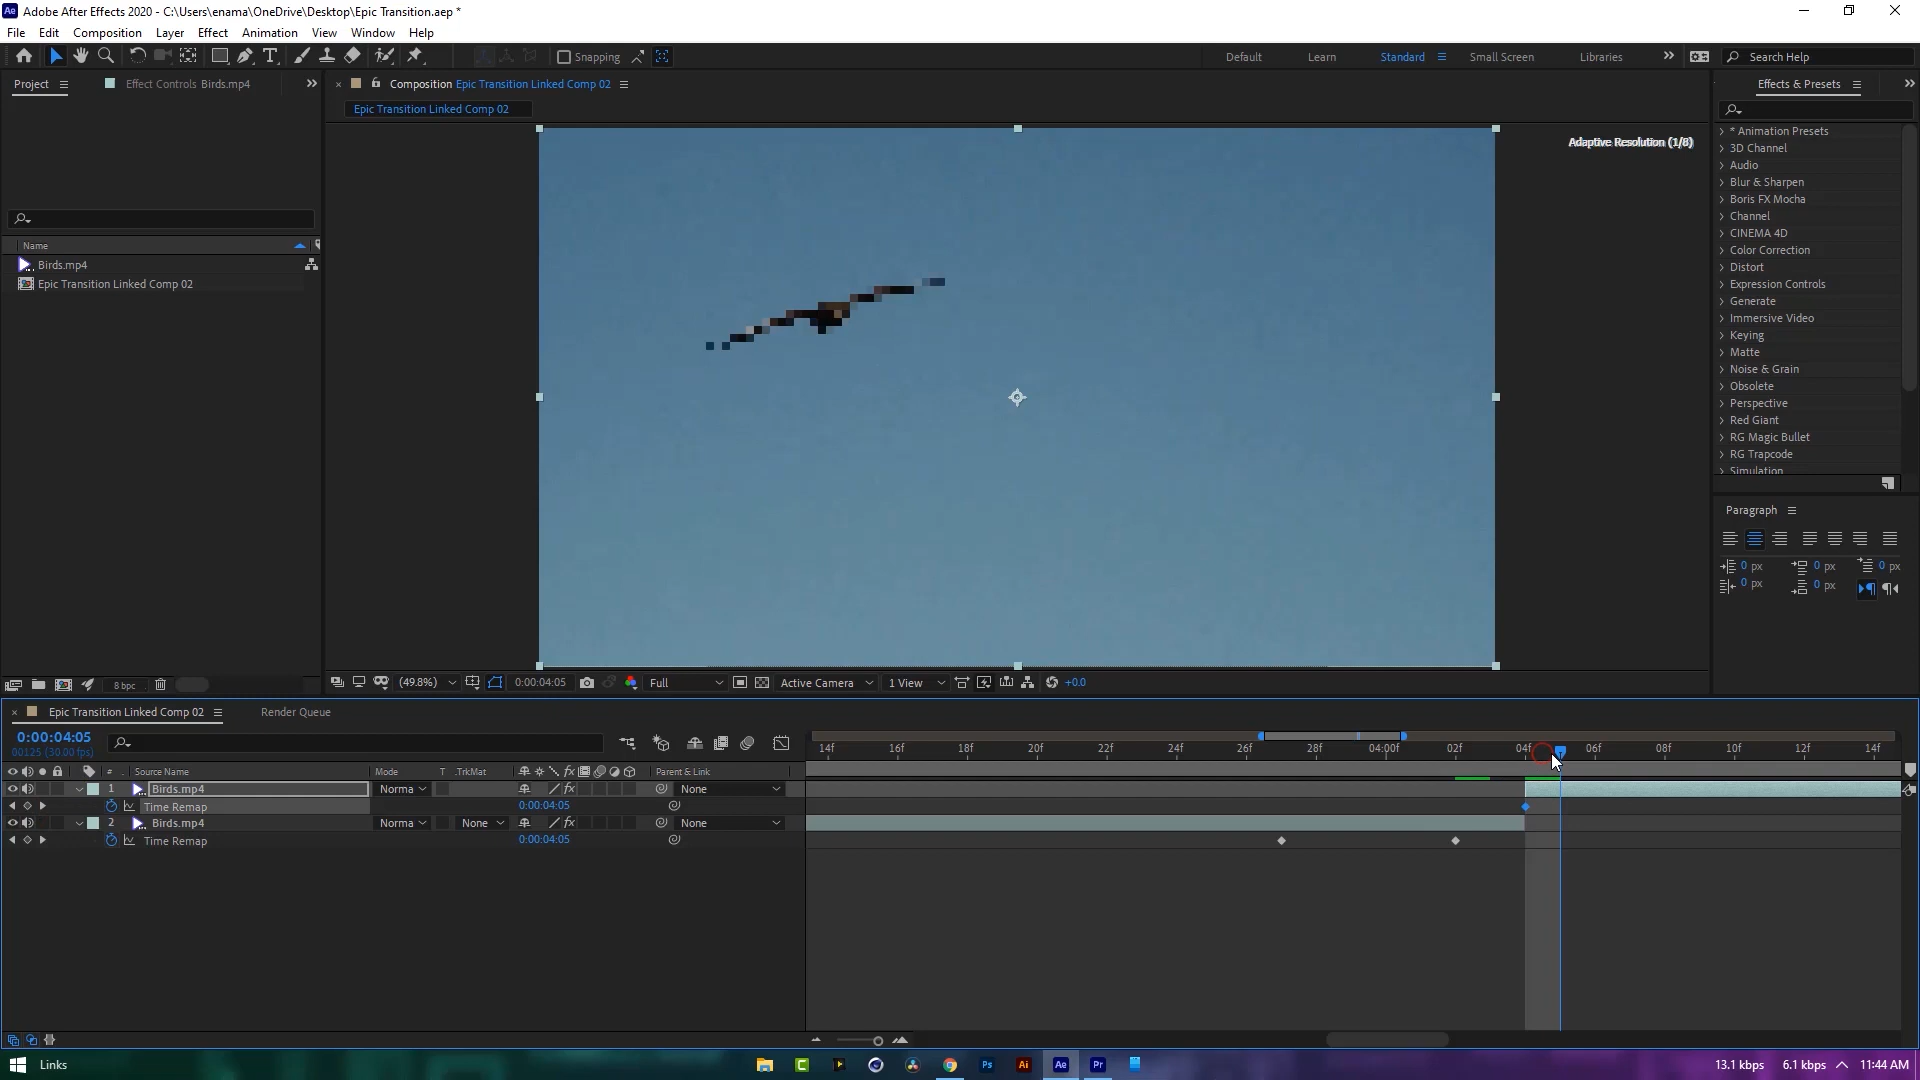 Adobe After Effects 2020 - C:\Users\enama\OneDrive\Desktop\Epic Transition.aep *
File Edit Composition Layer Effect Animation View Window Help
Snapping Default Learn Standard Small Screen Libraries Search Help
Project Effect Controls Birds.mp4 Composition Epic Transition Linked Comp 02 Effects & Presets
Epic Transition Linked Comp 02
Adaptive Resolution (1/8)
* Animation Presets
3D Channel
Audio
Blur & Sharpen
Boris FX Mocha
Channel
CINEMA 4D
Color Correction
Distort
Expression Controls
Generate
Immersive Video
Keying
Matte
Noise & Grain
Obsolete
Perspective
Red Giant
RG Magic Bullet
RG Trapcode
Simulation
Name
Birds.mp4
Epic Transition Linked Comp 02
Paragraph
0 px 0 px 0 px
0 px 0 px
8 bpc (49.8%) 0:00:04:05 Full Active Camera 1 View +0.0
Epic Transition Linked Comp 02 Render Queue
0:00:04:05
00125 (30.00 fps)
14f 16f 18f 20f 22f 24f 26f 28f 04:00f 02f 04f 06f 08f 10f 12f 14f
# Source Name Mode T .TrkMat Parent & Link
1 Birds.mp4 Norma None
Time Remap 0:00:04:05
2 Birds.mp4 Norma None None
Time Remap 0:00:04:05
Links Ps Ai Ae Pr 13.1 kbps 6.1 kbps 11:44 AM